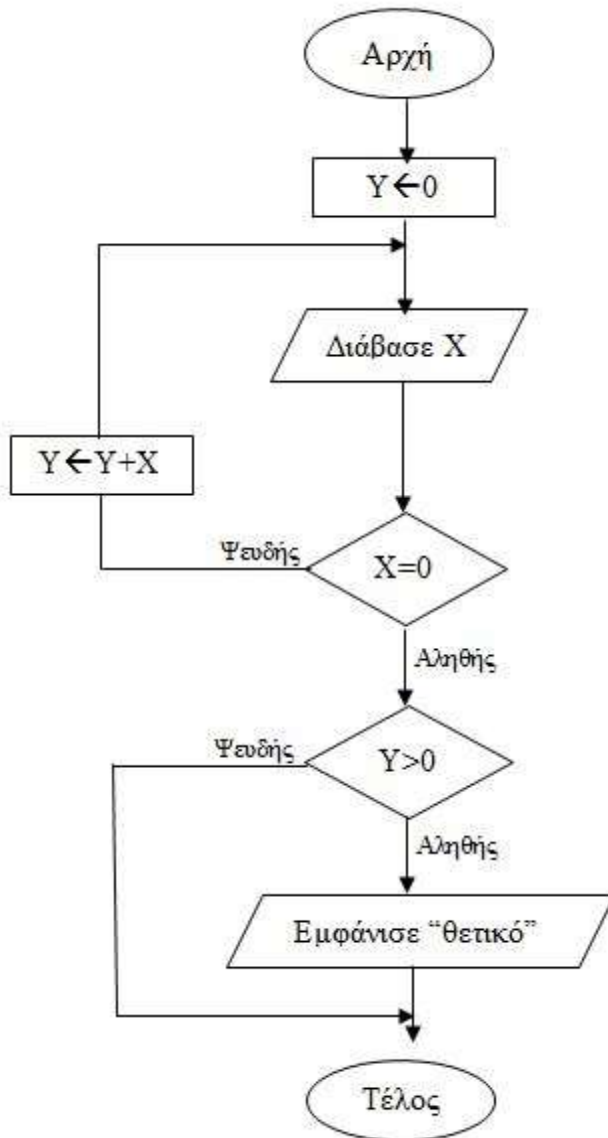 Αρχή
Υ←0
Διάβασε Χ
Υ←Υ+Χ
Ψευδής
Χ=0
Αληθής
Ψευδής
Υ>0
Αληθής
Εμφάνισε “θετικό”
Τέλος